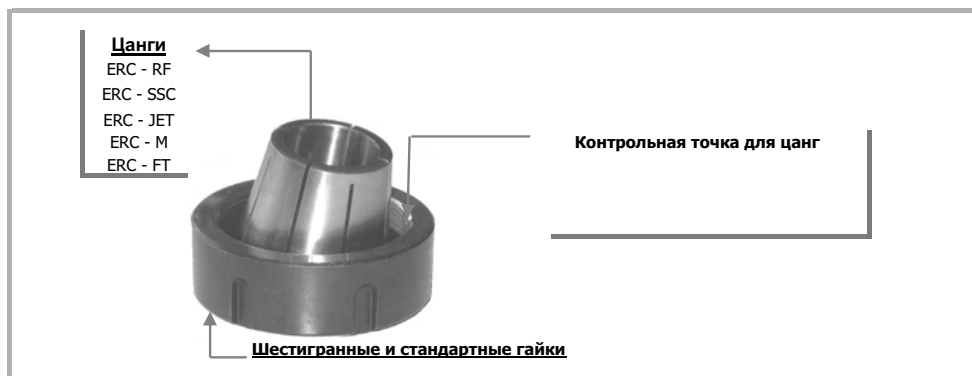 Цанги
ERC - RF
ERC - SSC
ERC - JET
ERC - M
ERC - FT
Контрольная точка для цанг
Шестигранные и стандартные гайки